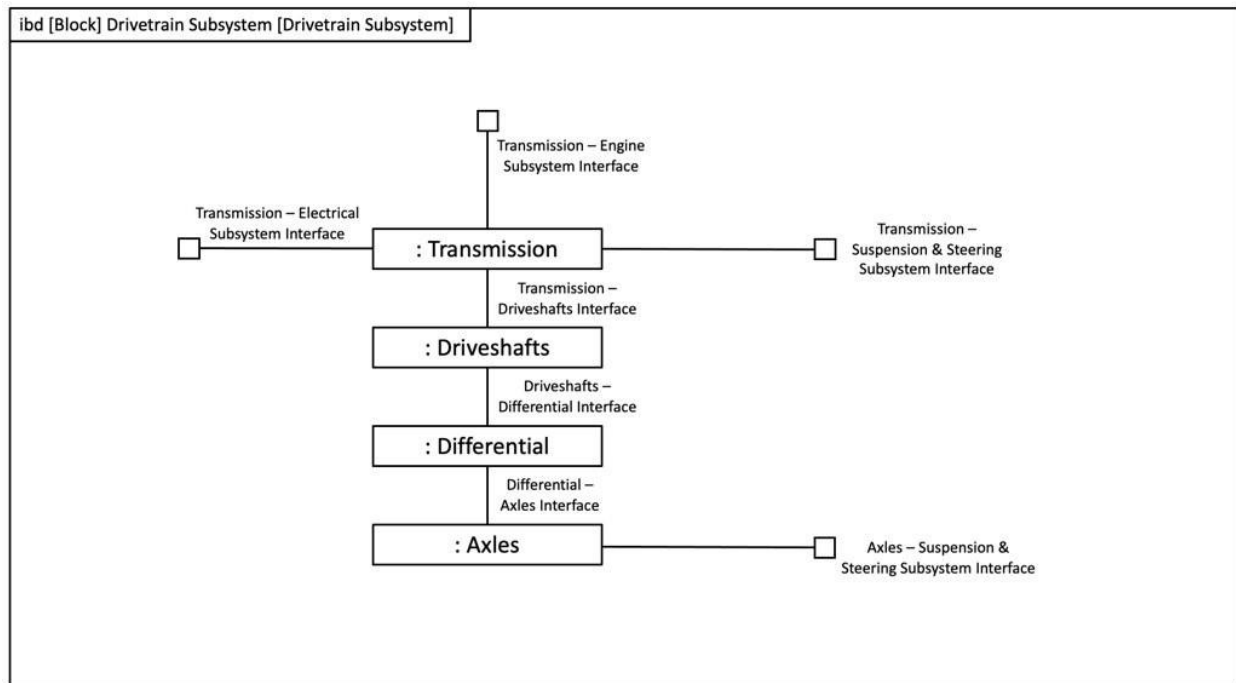 ibd [Block] Drivetrain Subsystem [Drivetrain Subsystem]
Transmission – Engine
Subsystem Interface
Transmission – Electrical
Subsystem Interface
: Transmission
Transmission –
Suspension & Steering
Subsystem Interface
Transmission –
Driveshafts Interface
: Driveshafts
Driveshafts –
Differential Interface
: Differential
Differential –
Axles Interface
: Axles
Axles – Suspension &
Steering Subsystem Interface